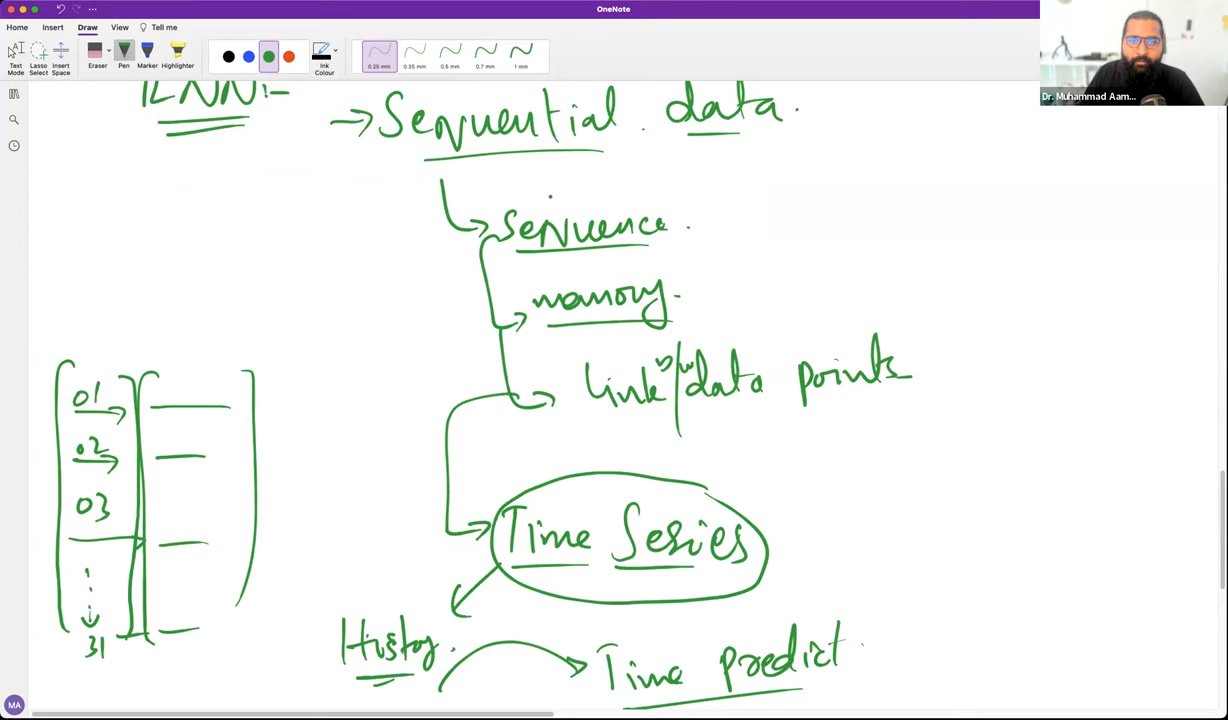 OneNote
Home Insert Draw View Tell me
Text Mode
Lasso Select
Insert Space
Eraser
Pen
Marker
Highlighter
Ink Colour
0.25 mm
0.35 mm
0.5 mm
0.7 mm
1 mm
Dr. Muhammad Aam...
RNN:-
→ Sequential data.
→ Sequence.
→ memory.
→ link b/w data points
01
02
03
31
→ Time Series
History.
→ Time predict
MA